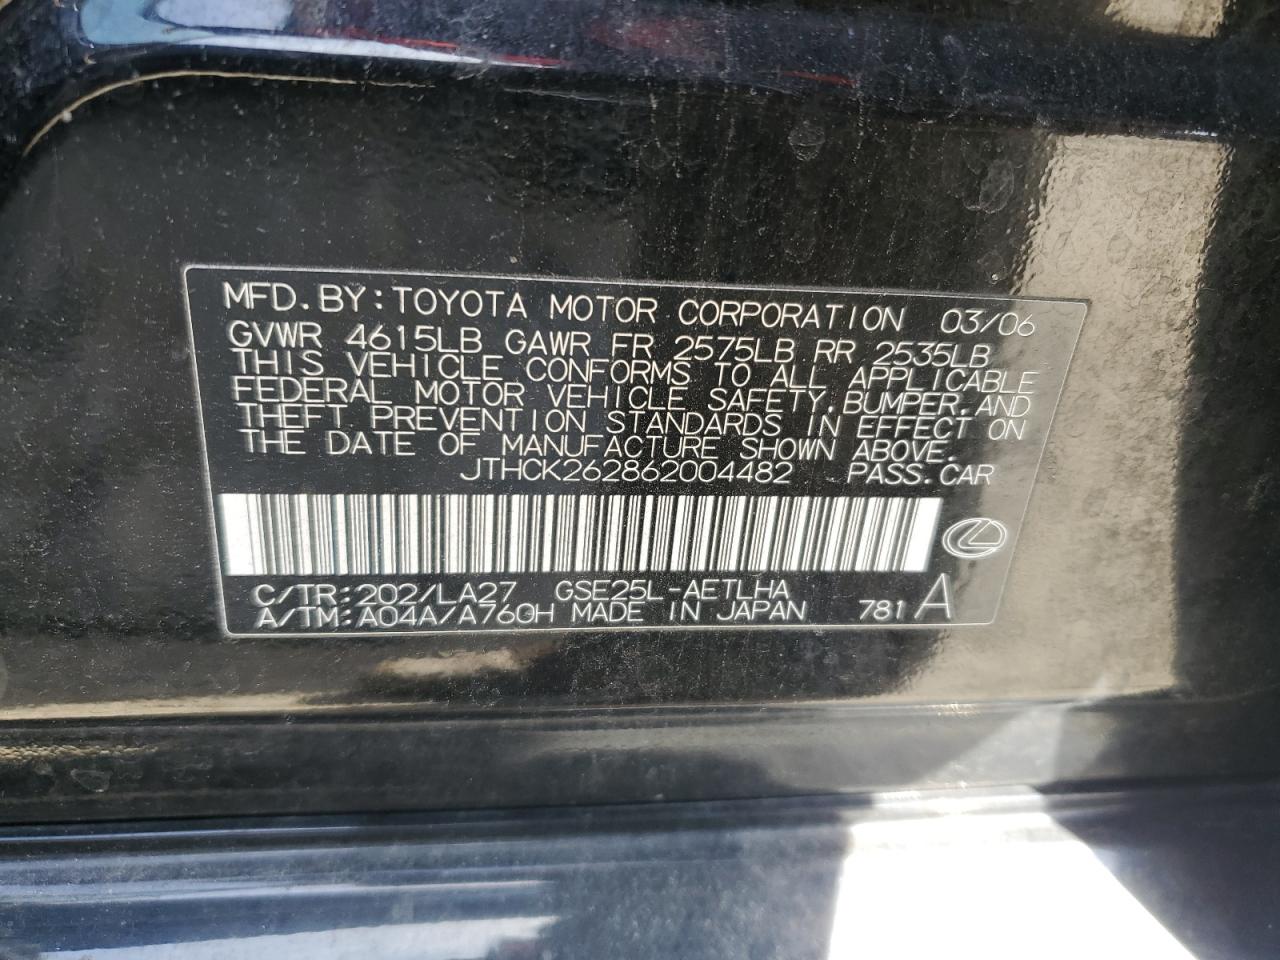 MFD.BY:TOYOTA MOTOR CORPORATION 03/06
GVWR 4615LB GAWR FR 2575LB RR 2535LB
THIS VEHICLE CONFORMS TO ALL APPLICABLE
FEDERAL MOTOR VEHICLE SAFETY,BUMPER,AND
THEFT PREVENTION STANDARDS IN EFFECT ON
THE DATE OF MANUFACTURE SHOWN ABOVE.
JTHCK262862004482 PASS.CAR
C/TR:202/LA27 GSE25L-AETLHA
A/TM:A04A/A760H MADE IN JAPAN 781 A